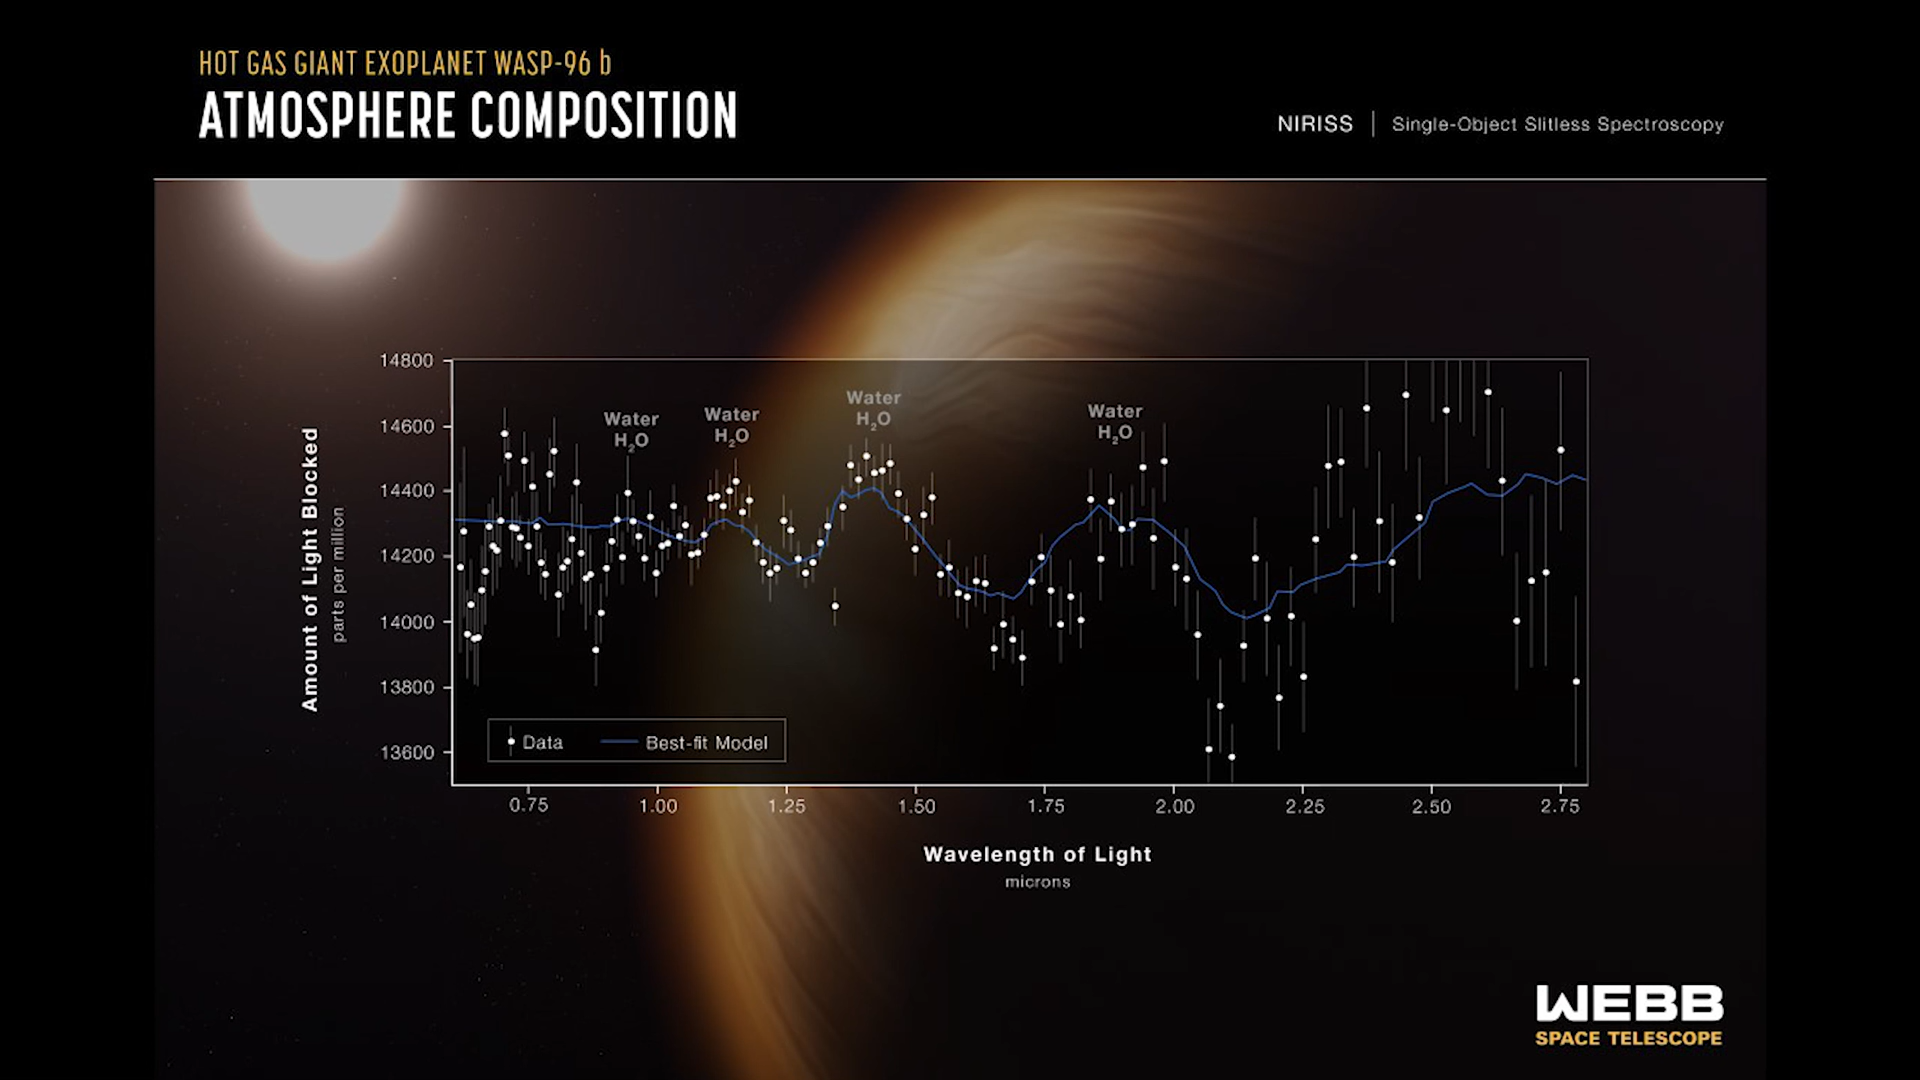 HOT GAS GIANT EXOPLANET WASP-96 b
ATMOSPHERE COMPOSITION
NIRISS | Single-Object Slitless Spectroscopy
14800
14600
14400
14200
14000
13800
13600
Amount of Light Blocked
parts per million
Water
H₂O
Water
H₂O
Water
H₂O
Water
H₂O
Data
Best-fit Model
0.75 1.00 1.25 1.50 1.75 2.00 2.25 2.50 2.75
Wavelength of Light
microns
WEBB
SPACE TELESCOPE